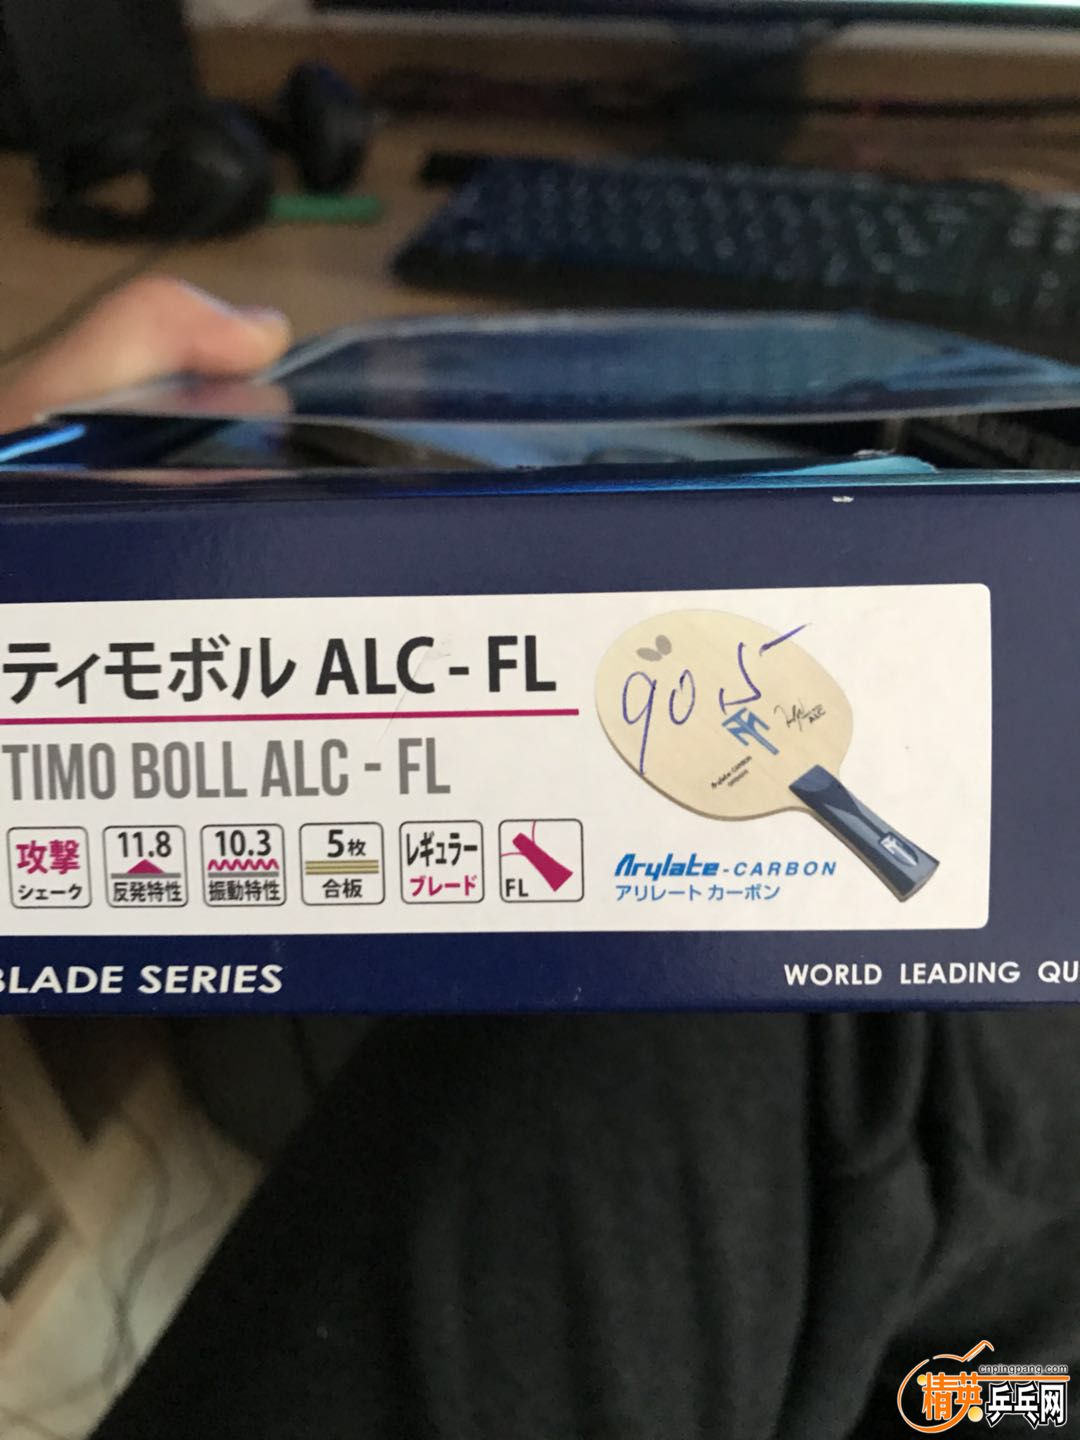 ティモボル ALC - FL
TIMO BOLL ALC - FL
905
ALC
Arylate-CARBON
攻撃
シェーク
11.8
反発特性
10.3
振動特性
5枚
合板
レギュラー
ブレード
FL
Arylate-CARBON
アリレート カーボン
BLADE SERIES
WORLD LEADING QU
cnpingpang.com
精英乒乓网